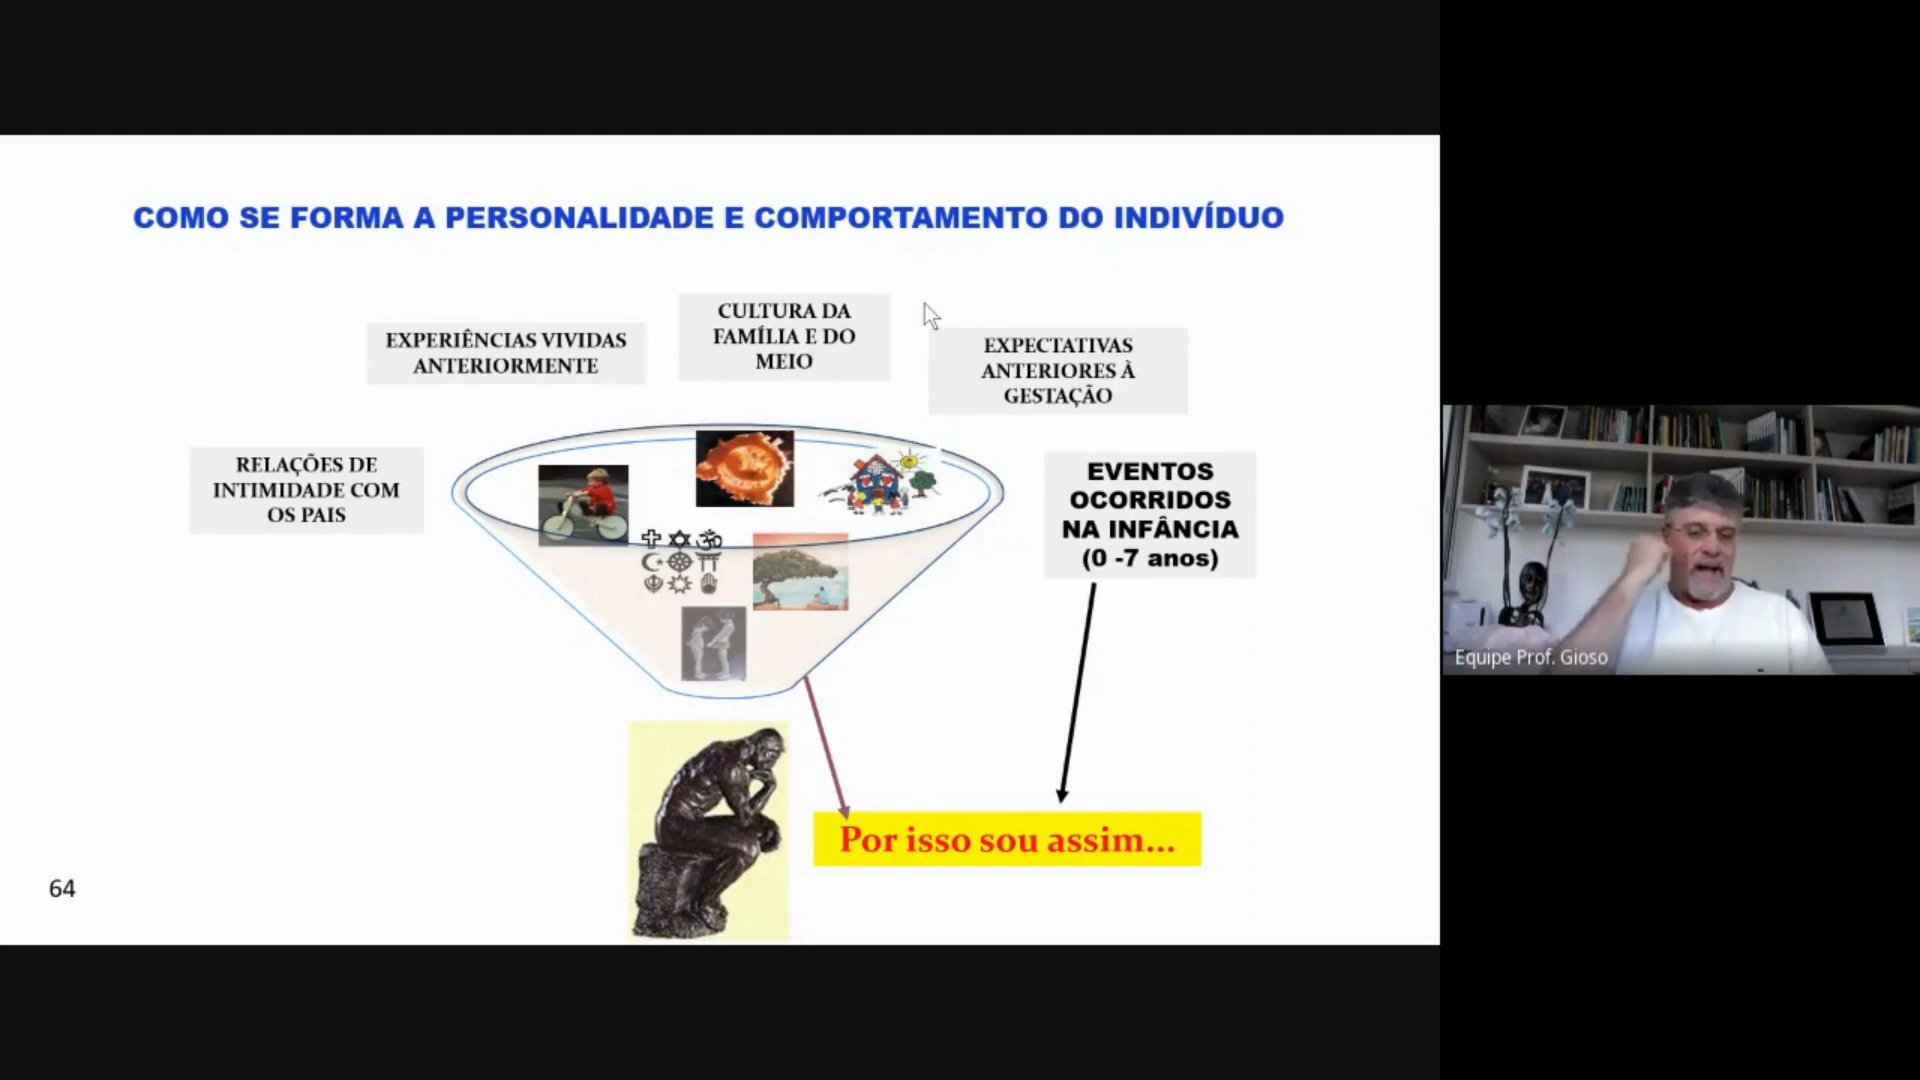 COMO SE FORMA A PERSONALIDADE E COMPORTAMENTO DO INDIVÍDUO
EXPERIÊNCIAS VIVIDAS
ANTERIORMENTE
CULTURA DA
FAMÍLIA E DO
MEIO
EXPECTATIVAS
ANTERIORES À
GESTAÇÃO
RELAÇÕES DE
INTIMIDADE COM
OS PAIS
EVENTOS
OCORRIDOS
NA INFÂNCIA
(0 -7 anos)
Por isso sou assim...
64
Equipe Prof. Gioso